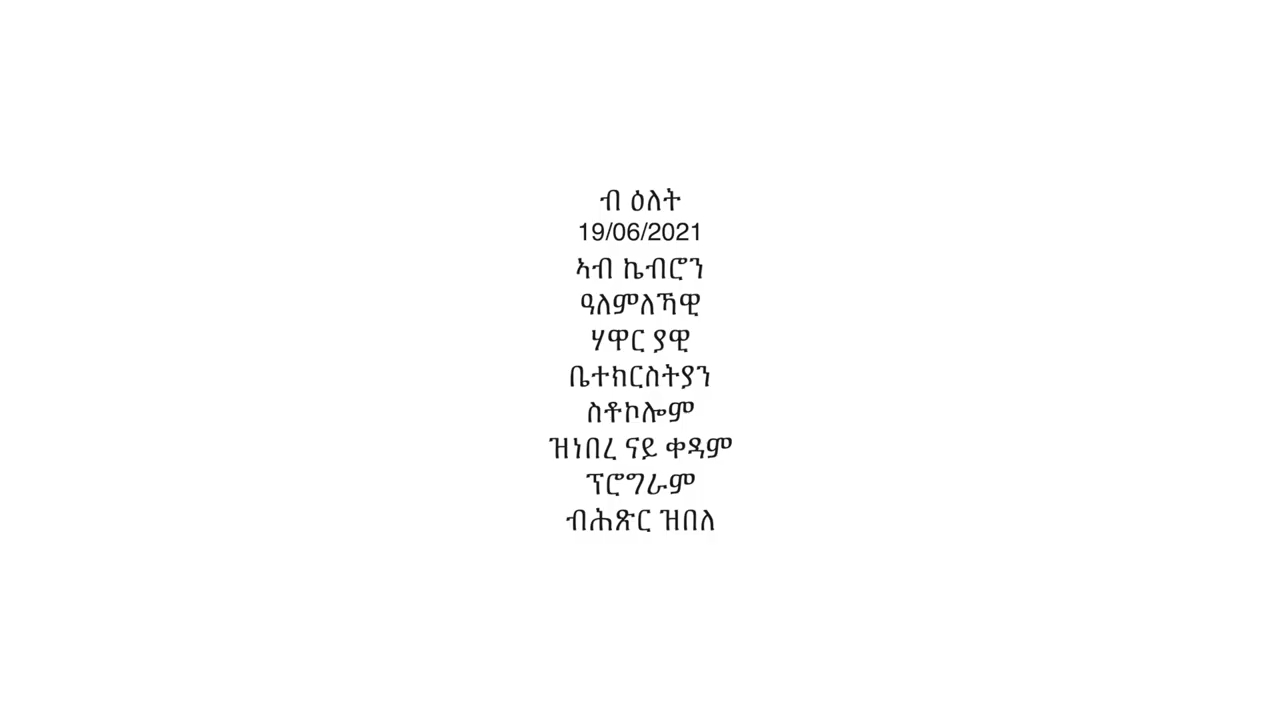 ብ ዕለት
19/06/2021
ኣብ ኬብሮን
ዓለምለኻዊ
ሃዋር ያዊ
ቤተክርስትያን
ስቶኮሎም
ዝነበረ ናይ ቀዳም
ፕሮግራም
ብሕጽር ዝበለ